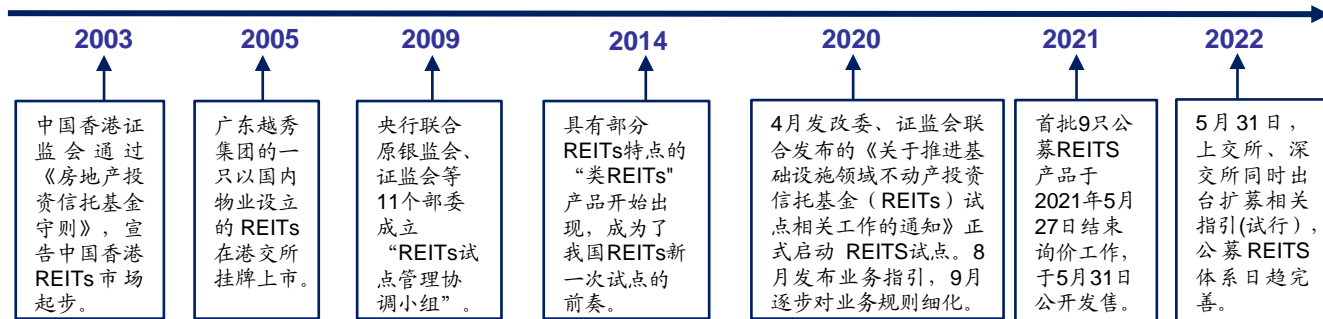 2003
2005
2009
2014
2020
2021
2022
中国香港证
监会通过
《房地产投
资信托基金
守则》，宣
告中国香港
REITs市场
起步。
广东越秀
集团的一
只以国内
物业设立
的 REITs
在港交所
挂牌上市。
央行联合
原银监会、
证监会等
11个部委
成立
“REITs试
点管理协
调小组”。
具有部分
REITs特点的
“类REITs"
产品开始出
现，成为了
我国REITs新
一次试点的
前奏。
4月发改委、证监会联
合发布的《关于推进基
础设施领域不动产投资
信托基金（REITs）试
点相关工作的通知》正
式启动 REITS试点。8
月发布业务指引，9月
逐步对业务规则细化。
首批9只公
募REITS
产品于
2021年5月
27日结束
询价工作，
于5月31日
公开发售。
5月31日，
上交所、深
交所同时出
台扩募相关
指引(试行），
公募REITS
体系日趋完
善。